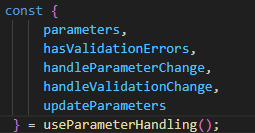 const {
    parameters,
    hasValidationErrors,
    handleParameterChange,
    handleValidationChange,
    updateParameters
} = useParameterHandling();